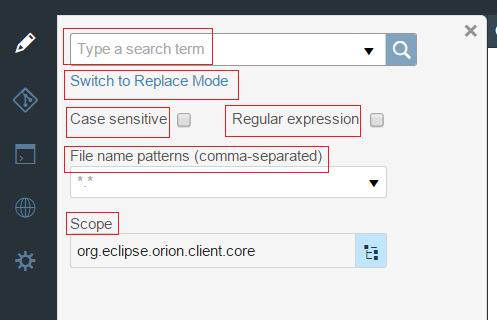 Type a search term
Switch to Replace Mode
Case sensitive Regular expression
File name patterns (comma-separated)
*.*
Scope
org.eclipse.orion.client.core